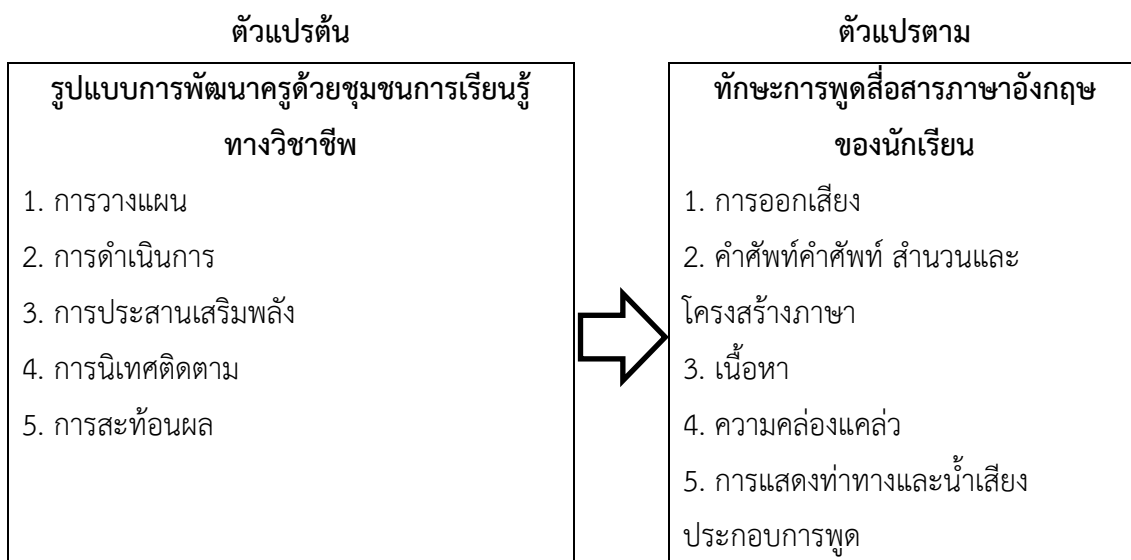 ตัวแปรต้น
รูปแบบการพัฒนาครูด้วยชุมชนการเรียนรู้
ทางวิชาชีพ
1. การวางแผน
2. การดำเนินการ
3. การประสานเสริมพลัง
4. การนิเทศติดตาม
5. การสะท้อนผล
ตัวแปรตาม
ทักษะการพูดสื่อสารภาษาอังกฤษ
ของนักเรียน
1. การออกเสียง
2. คำศัพท์คำศัพท์ สำนวนและ
โครงสร้างภาษา
3. เนื้อหา
4. ความคล่องแคล่ว
5. การแสดงท่าทางและน้ำเสียง
ประกอบการพูด